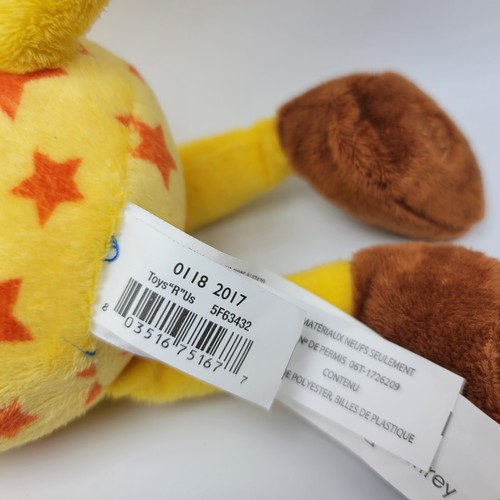 0118 2017
Toys"R"Us 5F63432
8 03516 75167 7
MATÉRIAUX NEUFS SEULEMENT
Nº DE PERMIS 06T-1726209
CONTENU
POLYESTER, BILLES DE PLASTIQUE